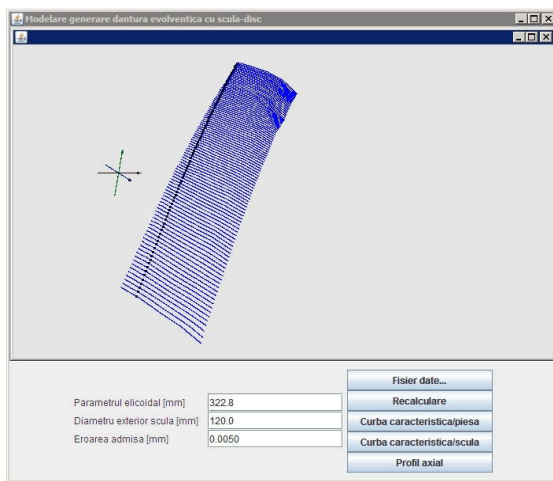 Modelare generare dantura evolventica cu scula-disc
Fisier date...
Parametrul elicoidal [mm] 322.8 Recalculare
Diametru exterior scula [mm] 120.0 Curba caracteristica/piesa
Eroarea admisa [mm] 0.0050 Curba caracteristica/scula
Profil axial